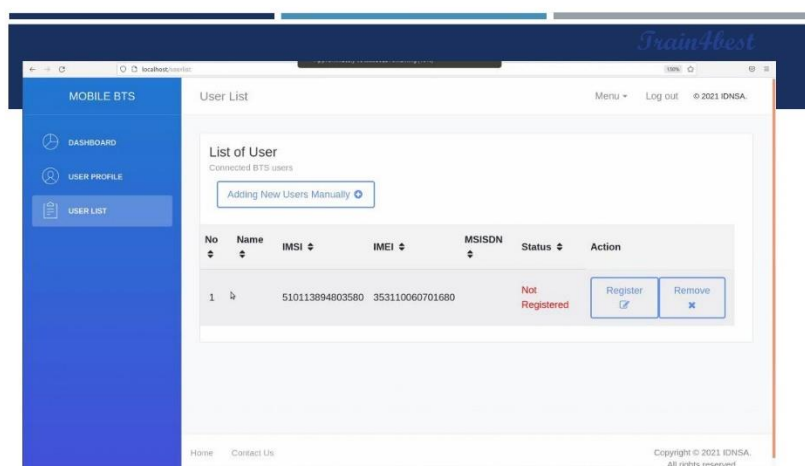 Train4best
localhost/userlist
130%
MOBILE BTS
User List
Menu
Log out
© 2021 IDNSA.
DASHBOARD
USER PROFILE
USER LIST
List of User
Connected BTS users
Adding New Users Manually
No Name IMSI IMEI MSISDN Status Action
1 510113894803580 353110060701680 Not Registered Register Remove
Home Contact Us
Copyright © 2021 IDNSA.
All rights reserved